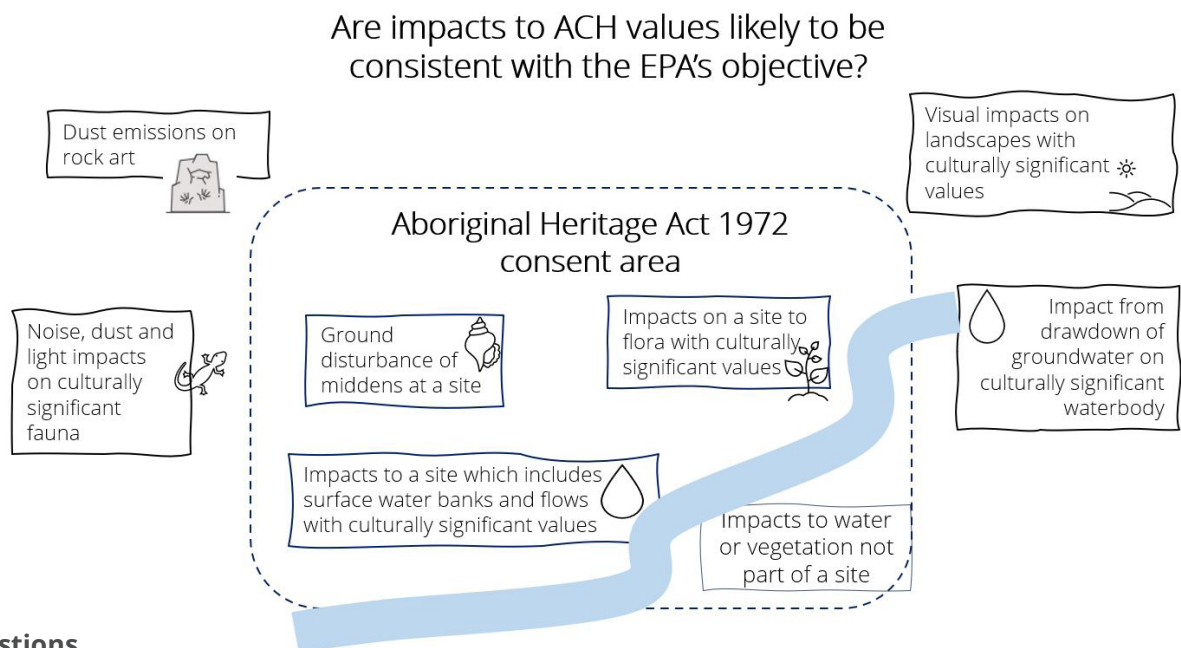 Are impacts to ACH values likely to be
consistent with the EPA’s objective?
Dust emissions on
rock art
Visual impacts on
landscapes with
culturally significant
values
Aboriginal Heritage Act 1972
consent area
Noise, dust and
light impacts
on culturally
significant
fauna
Ground
disturbance of
middens at a site
Impacts on a site to
flora with culturally
significant values
Impact from
drawdown of
groundwater on
culturally significant
waterbody
Impacts to a site which includes
surface water banks and flows
with culturally significant values
Impacts to water
or vegetation not
part of a site
stions